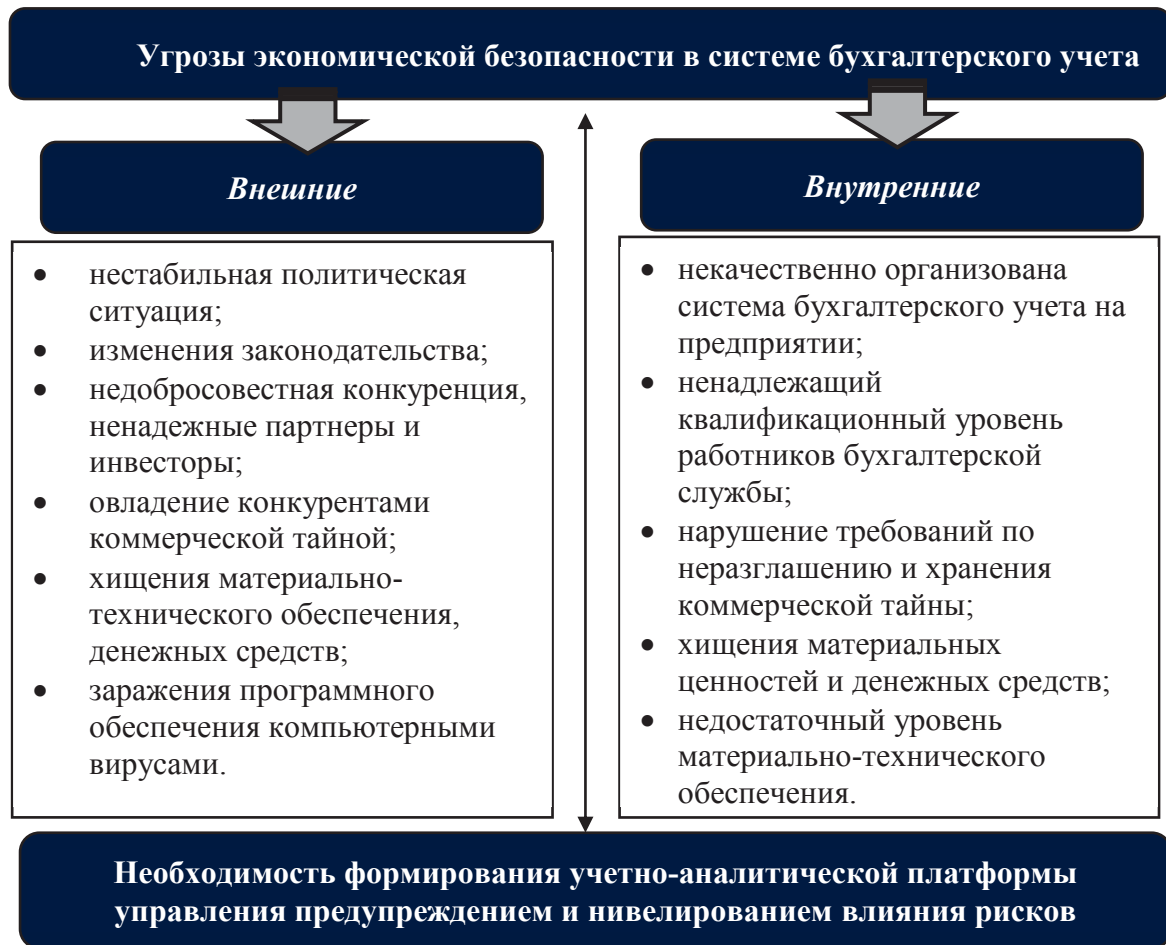 Угрозы экономической безопасности в системе бухгалтерского учета
Внешние
• нестабильная политическая
ситуация;
• изменения законодательства;
• недобросовестная конкуренция,
ненадежные партнеры и
инвесторы;
• овладение конкурентами
коммерческой тайной;
• хищения материально-
технического обеспечения,
денежных средств;
• заражения программного
обеспечения компьютерными
вирусами.
Внутренние
• некачественно организована
система бухгалтерского учета на
предприятии;
• ненадлежащий
квалификационный уровень
работников бухгалтерской
службы;
• нарушение требований по
неразглашению и хранения
коммерческой тайны;
• хищения материальных
ценностей и денежных средств;
• недостаточный уровень
материально-технического
обеспечения.
Необходимость формирования учетно-аналитической платформы
управления предупреждением и нивелированием влияния рисков